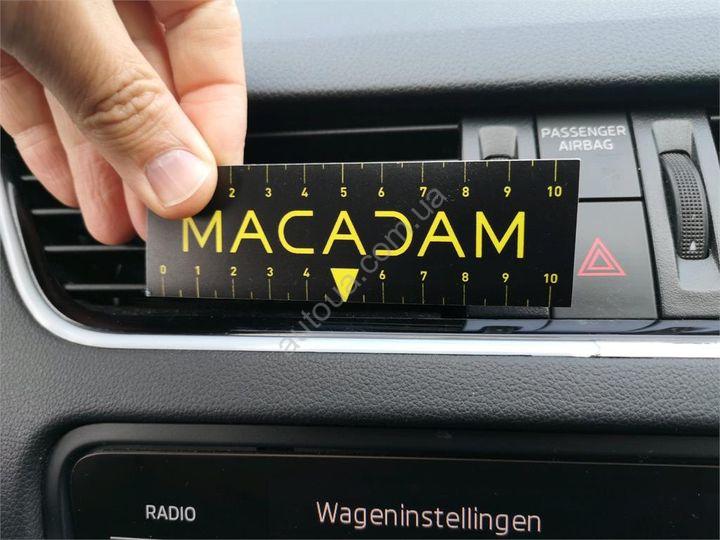 PASSENGER
AIRBAG
2 3 4 5 6 7 8 9 10
MACADAM
0 1 2 3 4 6 7 8 9 10
autoua.com.ua
RADIO
Wageninstellingen